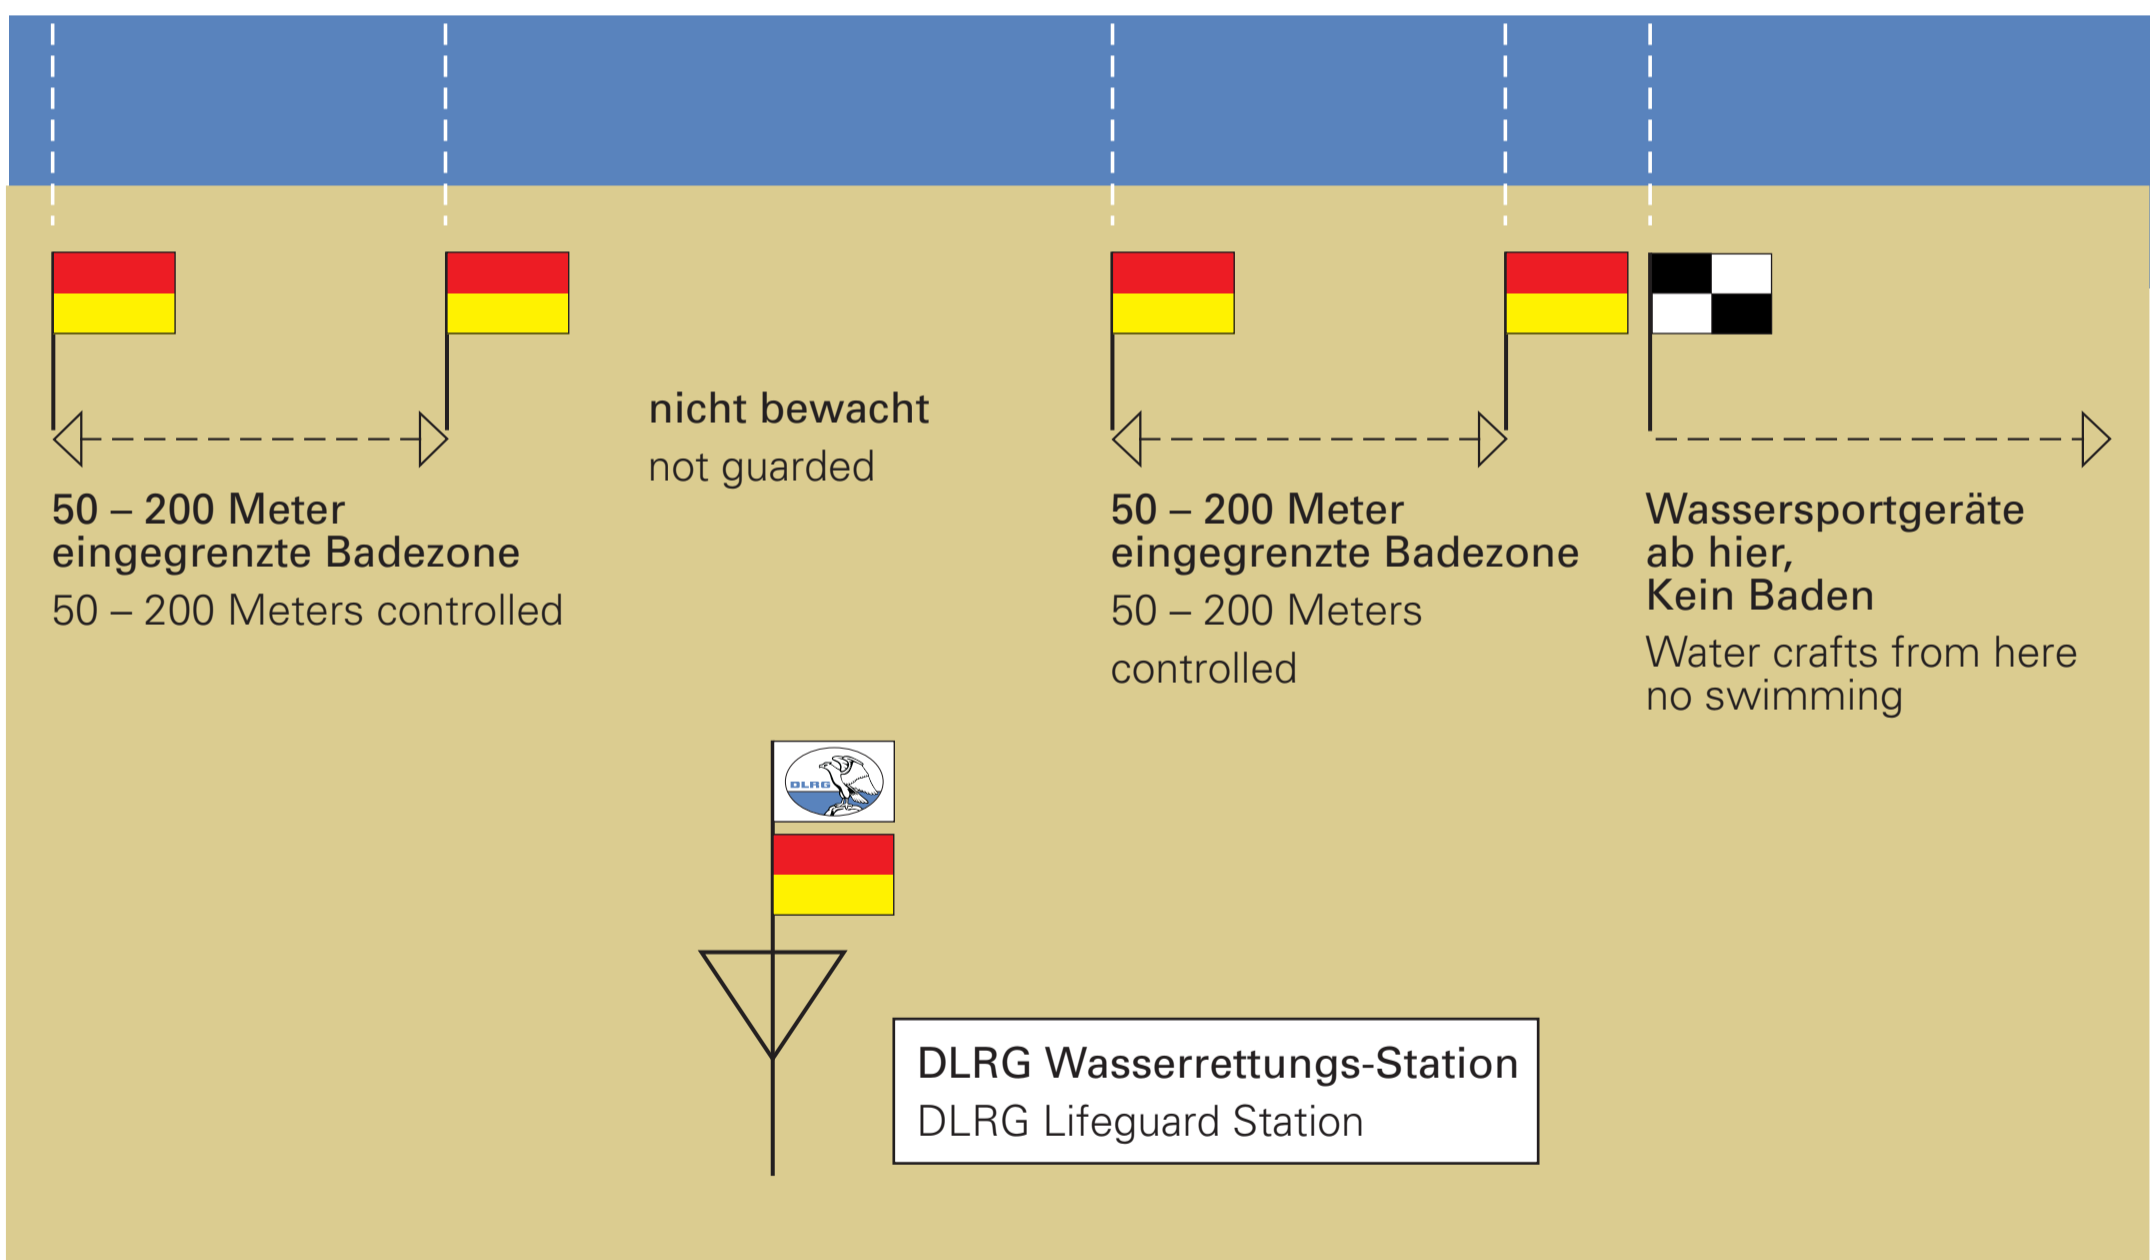 nicht bewacht
not guarded
50 – 200 Meter
eingegrenzte Badezone
50 – 200 Meters controlled
50 – 200 Meter
eingegrenzte Badezone
50 – 200 Meters
controlled
Wassersportgeräte
ab hier,
Kein Baden
Water crafts from here
no swimming
DLRG
DLRG Wasserrettungs-Station
DLRG Lifeguard Station